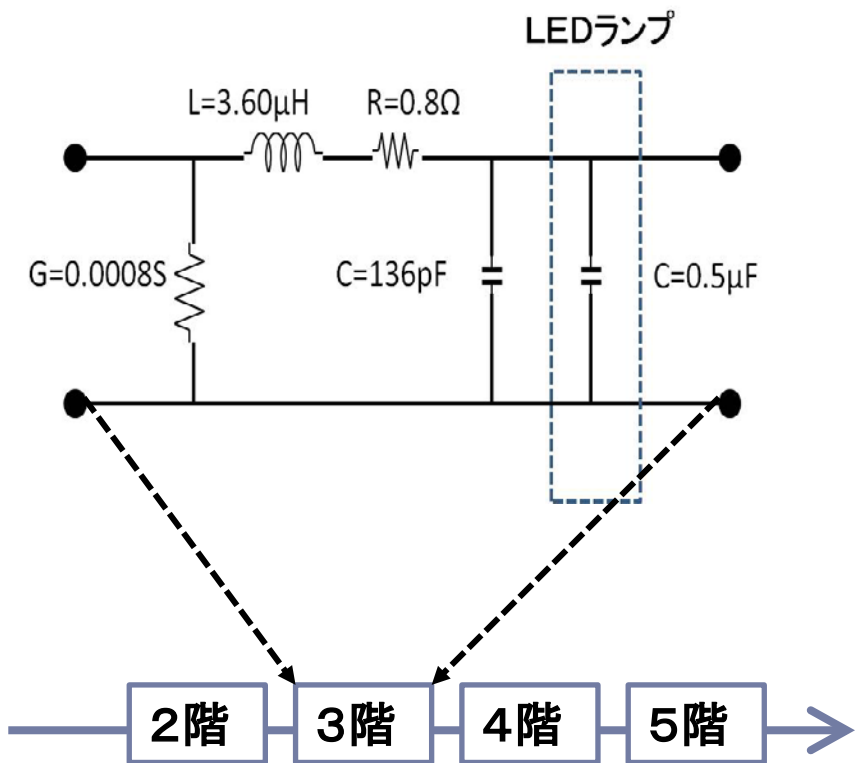 LEDランプ
L=3.60μH
R=0.8Ω
G=0.0008S
C=136pF
C=0.5μF
2階
3階
4階
5階